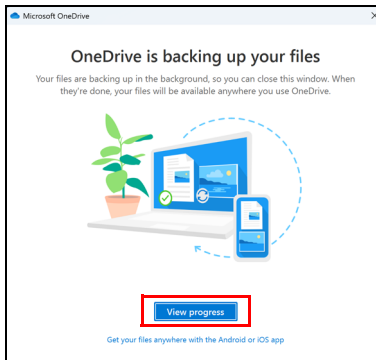 Microsoft OneDrive
OneDrive is backing up your files
Your files are backing up in the background, so you can close this window. When
they're done, your files will be available anywhere you use OneDrive.
View progress
Get your files anywhere with the Android or iOS app